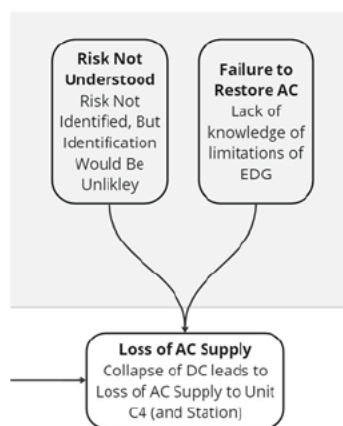 Risk Not
Understood
Risk Not
Identified, But
Identification
Would Be
Unlikley
Failure to
Restore AC
Lack of
knowledge of
limitations of
EDG
Loss of AC Supply
Collapse of DC leads to
Loss of AC Supply to Unit
C4 (and Station)